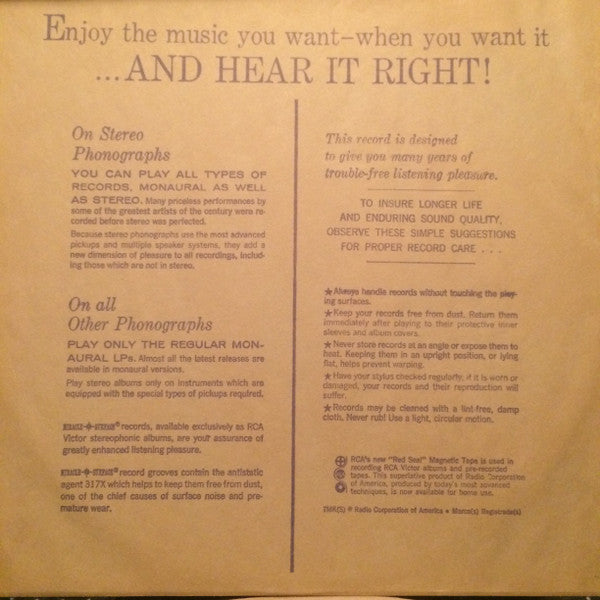 Enjoy the music you want—when you want it
...AND HEAR IT RIGHT!
On Stereo
Phonographs
YOU CAN PLAY ALL TYPES OF
RECORDS, MONAURAL AS WELL
AS STEREO. Many priceless performances by
some of the greatest artists of the century were re-
corded before stereo was perfected.
Because stereo phonographs use the most advanced
pickups and multiple speaker systems, they add a
new dimension of pleasure to all recordings, includ-
ing those which are not in stereo.
On all
Other Phonographs
PLAY ONLY THE REGULAR MON-
AURAL LPs. Almost all the latest releases are
available in monaural versions.
Play stereo albums only on instruments which are
equipped with the special types of pickups required.
MIRACLE-SURFACE® records, available exclusively as RCA
Victor stereophonic albums, are your assurance of
greatly enhanced listening pleasure.
MIRACLE-SURFACE® record grooves contain the antistatic
agent 317X which helps to keep them free from dust,
one of the chief causes of surface noise and pre-
mature wear.
This record is designed
to give you many years of
trouble-free listening pleasure.
TO INSURE LONGER LIFE
AND ENDURING SOUND QUALITY,
OBSERVE THESE SIMPLE SUGGESTIONS
FOR PROPER RECORD CARE . . .
★Always handle records without touching the play-
ing surfaces.
★Keep your records free from dust. Return them
immediately after playing to their protective inner
sleeves and album covers.
★Never store records at an angle or expose them to
heat. Keeping them in an upright position, or lying
flat, helps prevent warping.
★Have your stylus checked regularly, if it is worn or
damaged, your records and their reproduction will
suffer.
★Records may be cleaned with a lint-free, damp
cloth. Never rub! Use a light, circular motion.
RCA's new "Red Seal" Magnetic Tape is used in
recording RCA Victor albums and pre-recorded
tapes. This superlative product of Radio Corporation
of America, produced by today's most advanced
techniques, is now available for home use.
TMK(S) ® Radio Corporation of America • Marca(s) Registrada(s)